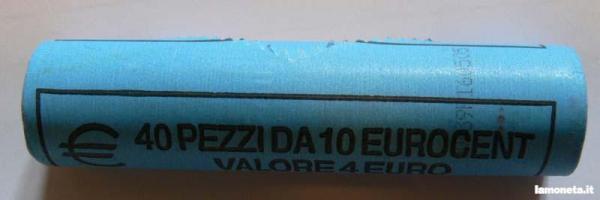 € 40 PEZZI DA 10 EUROCENT
VALORE 4 EURO
lamoneta.it